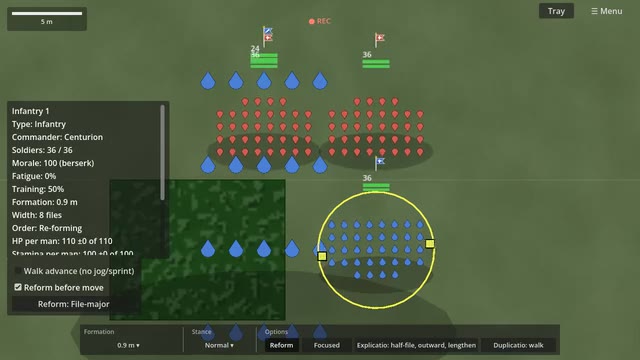 5 m
REC
Tray
☰ Menu
24
36
36
36
Infantry 1
Type: Infantry
Commander: Centurion
Soldiers: 36 / 36
Morale: 100 (berserk)
Fatigue: 0%
Training: 50%
Formation: 0.9 m
Width: 8 files
Order: Re-forming
HP per man: 110 ±0 of 110
Stamina per man: 100 ±0 of 100
Walk advance (no jog/sprint)
Reform before move
Reform: File-major
Formation
Stance
Options
0.9 m ▾
Normal ▾
Reform
Focused
Explicatio: half-file, outward, lengthen
Duplicatio: walk